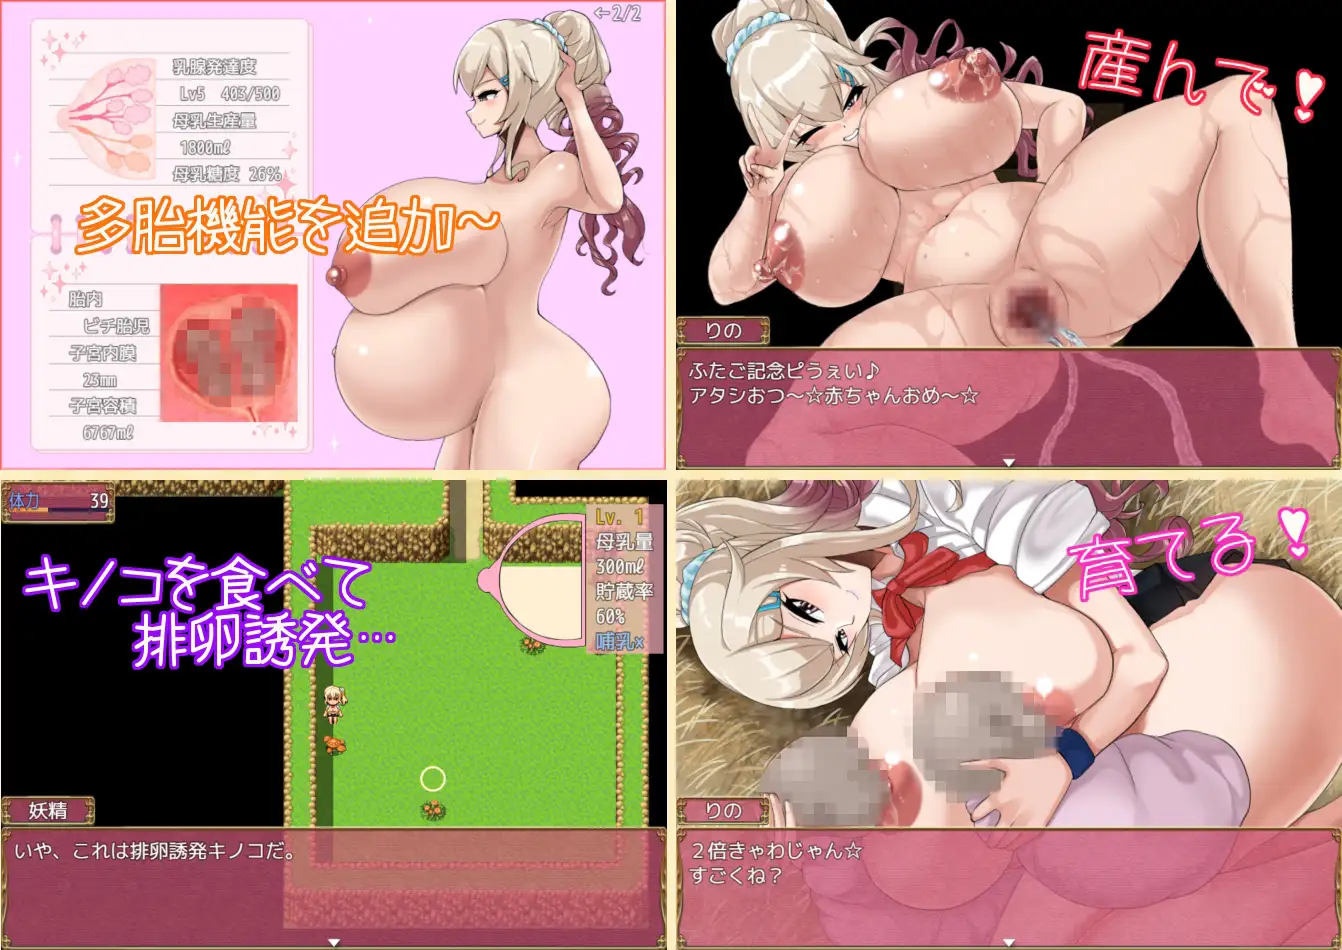 ←2/2
乳腺発達度
Lv5 403/500
母乳生産量
1800㎖
母乳糖度 26%
多胎機能を追加～
胎内
ピチ胎児
子宮内膜
23mm
子宮容積
6767㎖
産んで！
りの
ふたご記念ピうぇい♪
アタシおつ～☆赤ちゃんおめ～☆
体力 39
Lv. 1
母乳量
300㎖
貯蔵率
60%
哺乳×
キノコを食べて
排卵誘発…
妖精
いや、これは排卵誘発キノコだ。
育てる！
りの
２倍きゃわじゃん☆
すごくね？